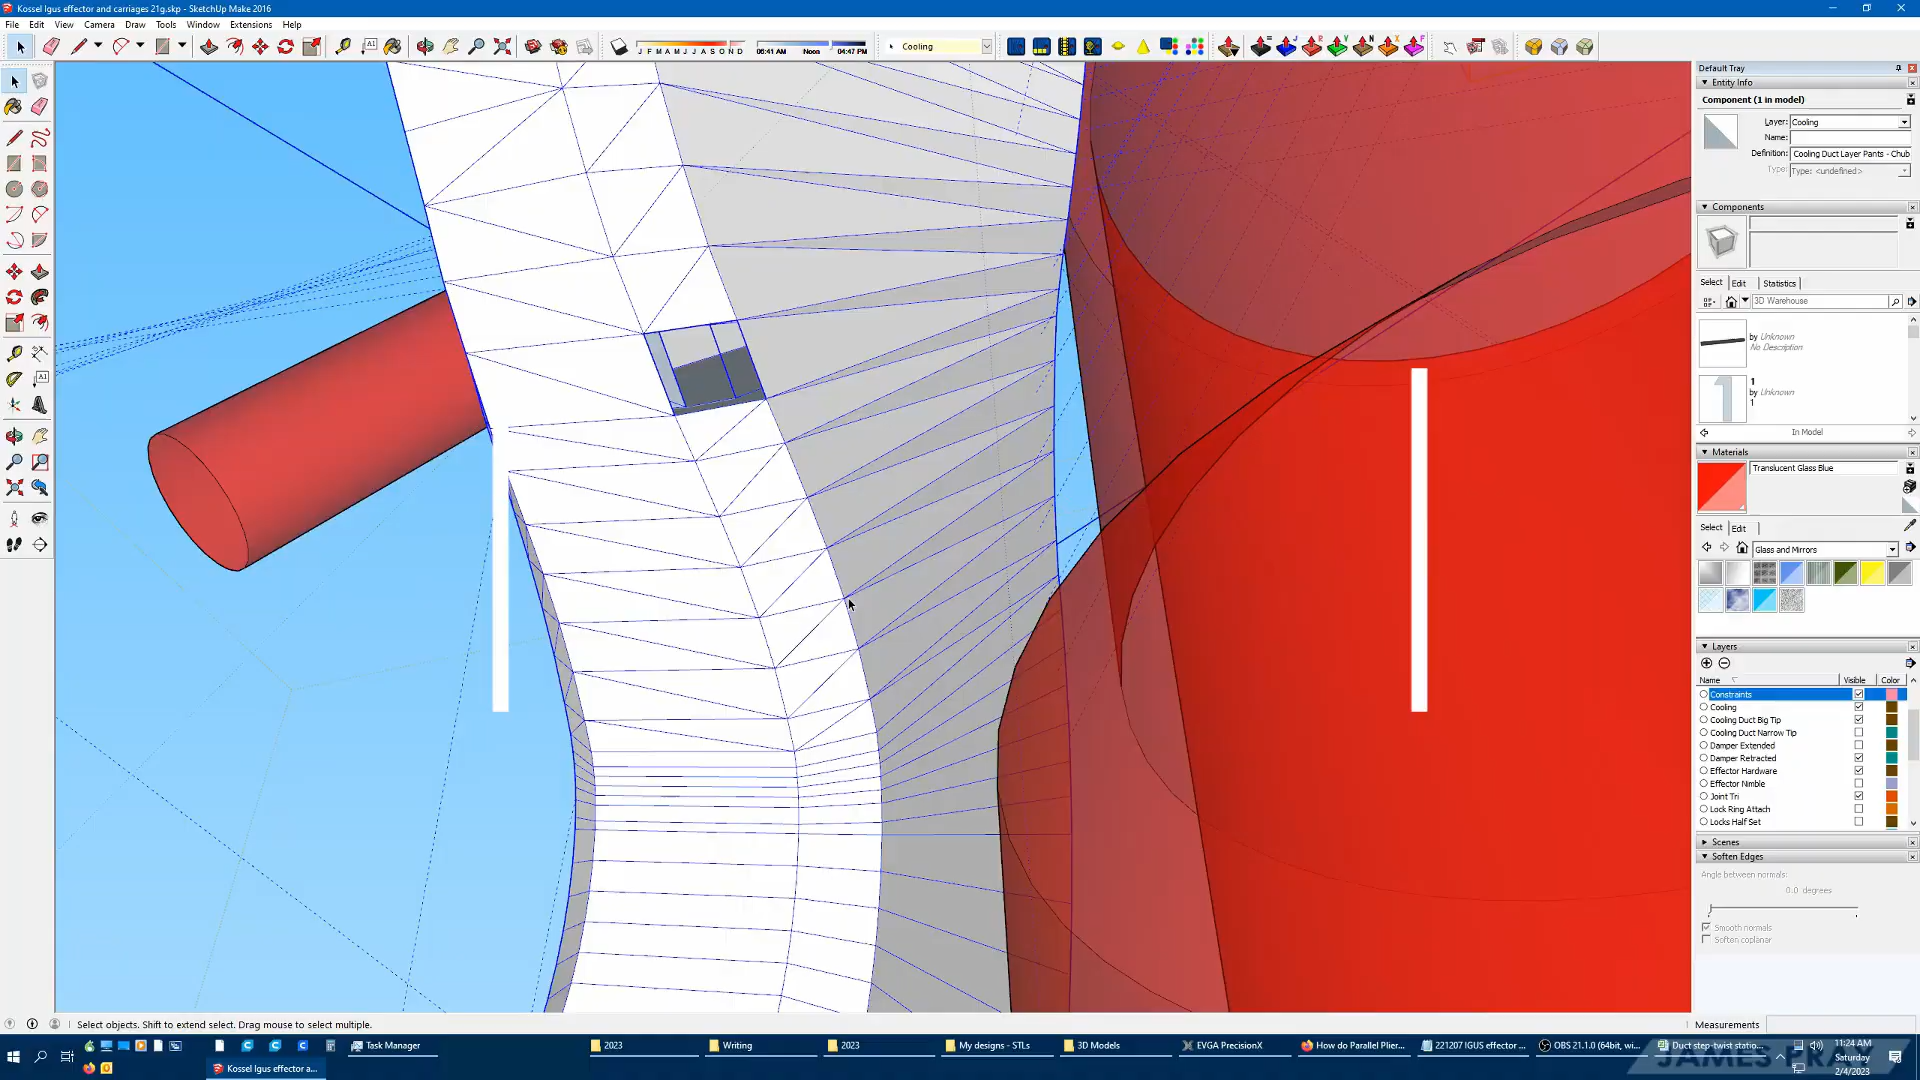 Kossel Igus effector and carriages 21g.skp - SketchUp Make 2016
File Edit View Camera Draw Tools Window Extensions Help
J F M A M J J A S O N D
06:41 AM Noon 04:47 PM
Cooling
Default Tray
Entity Info
Component (1 in model)
Layer: Cooling
Name:
Definition: Cooling Duct Layer Pants - Chub
Type: Type: <undefined>
Components
Select Edit Statistics
3D Warehouse
by Unknown
No Description
1
by Unknown
1
In Model
Materials
Translucent Glass Blue
Select Edit
Glass and Mirrors
Layers
Name Visible Color
Constraints
Cooling
Cooling Duct Big Tip
Cooling Duct Narrow Tip
Damper Extended
Damper Retracted
Effector Hardware
Effector Nimble
Joint Tri
Lock Ring Attach
Locks Half Set
Scenes
Soften Edges
Angle between normals:
0.0 degrees
Smooth normals
Soften coplanar
Select objects. Shift to extend select. Drag mouse to select multiple.
Measurements
Task Manager
2023
Writing
2023
My designs - STLs
3D Models
EVGA PrecisionX
How do Parallel Plier...
221207 IGUS effector ...
OBS 21.1.0 (64bit, wi...
Duct step-twist statio...
11:24 AM
Saturday
2/4/2023
Kossel Igus effector a...
JAMES PRAY